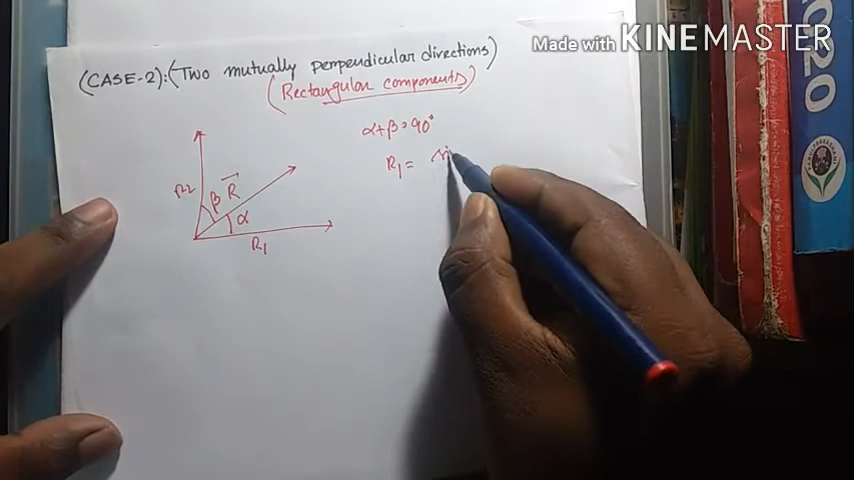 Made with KINEMASTER
2020
(CASE-2):(Two mutually perpendicular directions)
(Rectangular components)
α+β=90°
R₁=
R₂
β
R
α
R₁